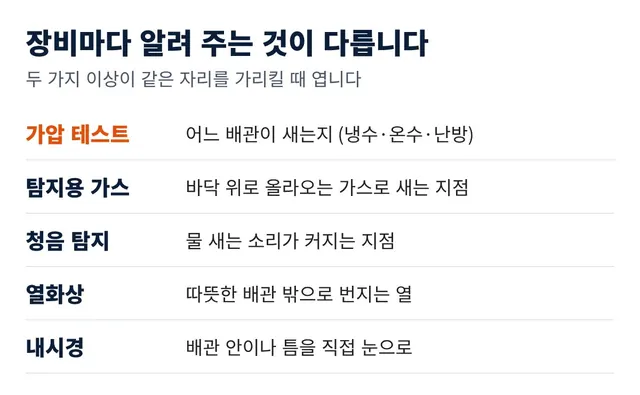 장비마다 알려 주는 것이 다릅니다
두 가지 이상이 같은 자리를 가리킬 때 엽니다
가압 테스트 어느 배관이 새는지 (냉수·온수·난방)
탐지용 가스 바닥 위로 올라오는 가스로 새는 지점
청음 탐지 물 새는 소리가 커지는 지점
열화상 따뜻한 배관 밖으로 번지는 열
내시경 배관 안이나 틈을 직접 눈으로